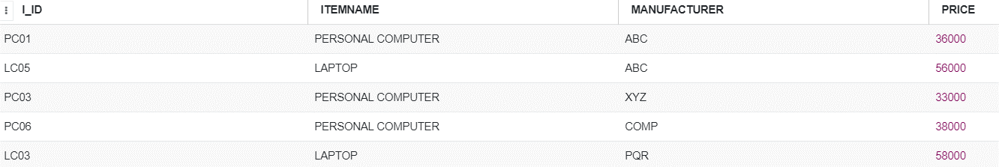 I_ID ITEMNAME MANUFACTURER PRICE
PC01 PERSONAL COMPUTER ABC 36000
LC05 LAPTOP ABC 56000
PC03 PERSONAL COMPUTER XYZ 33000
PC06 PERSONAL COMPUTER COMP 38000
LC03 LAPTOP PQR 58000